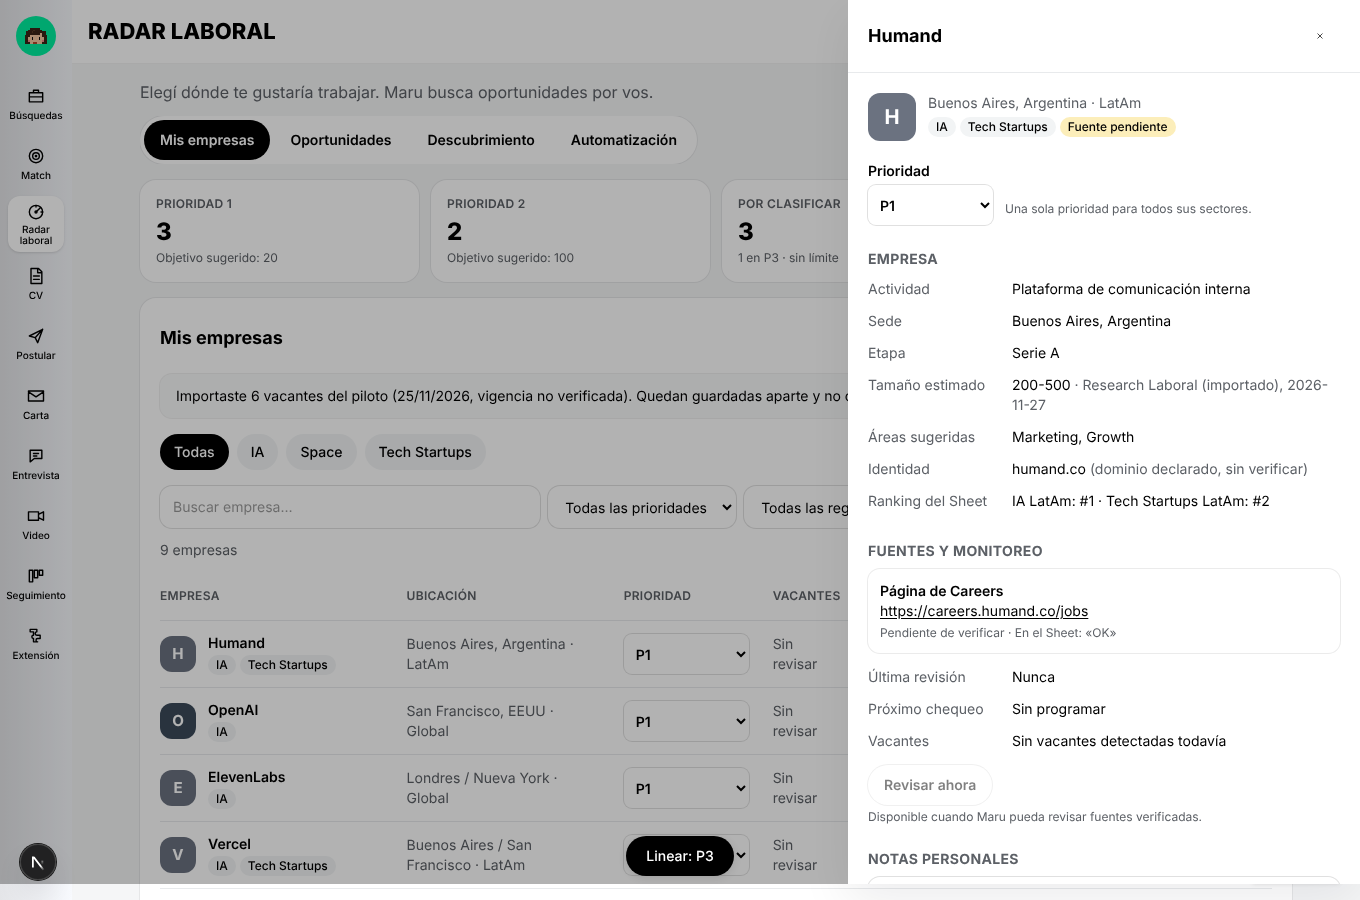 RADAR LABORAL
Búsquedas
Match
Radar
laboral
CV
Postular
Carta
Entrevista
Video
Seguimiento
Extensión
N
Elegí dónde te gustaría trabajar. Maru busca oportunidades por vos.
Mis empresas
Oportunidades
Descubrimiento
Automatización
PRIORIDAD 1
3
Objetivo sugerido: 20
PRIORIDAD 2
2
Objetivo sugerido: 100
POR CLASIFICAR
3
1 en P3 · sin límite
Mis empresas
Importaste 6 vacantes del piloto (25/11/2026, vigencia no verificada). Quedan guardadas aparte y no
Todas
IA
Space
Tech Startups
Buscar empresa...
Todas las prioridades
Todas las reg
9 empresas
EMPRESA UBICACIÓN PRIORIDAD VACANTES
H
Humand
IA Tech Startups
Buenos Aires, Argentina ·
LatAm
P1
Sin
revisar
O
OpenAI
IA
San Francisco, EEUU ·
Global
P1
Sin
revisar
E
ElevenLabs
IA
Londres / Nueva York ·
Global
P1
Sin
revisar
V
Vercel
IA Tech Startups
Buenos Aires / San
Francisco · LatAm
Linear: P3
Sin
revisar
Humand
×
H
Buenos Aires, Argentina · LatAm
IA Tech Startups Fuente pendiente
Prioridad
P1
Una sola prioridad para todos sus sectores.
EMPRESA
Actividad Plataforma de comunicación interna
Sede Buenos Aires, Argentina
Etapa Serie A
Tamaño estimado 200-500 · Research Laboral (importado), 2026-
11-27
Áreas sugeridas Marketing, Growth
Identidad humand.co (dominio declarado, sin verificar)
Ranking del Sheet IA LatAm: #1 · Tech Startups LatAm: #2
FUENTES Y MONITOREO
Página de Careers
https://careers.humand.co/jobs
Pendiente de verificar · En el Sheet: «OK»
Última revisión Nunca
Próximo chequeo Sin programar
Vacantes Sin vacantes detectadas todavía
Revisar ahora
Disponible cuando Maru pueda revisar fuentes verificadas.
NOTAS PERSONALES